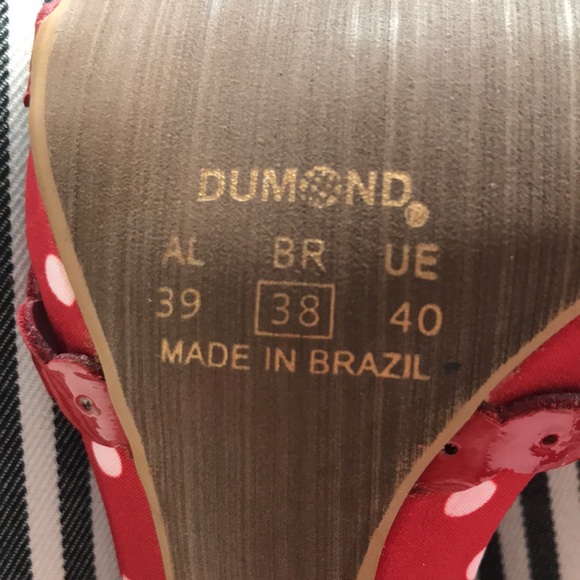 DUMOND®
AL BR UE
39 38 40
MADE IN BRAZIL